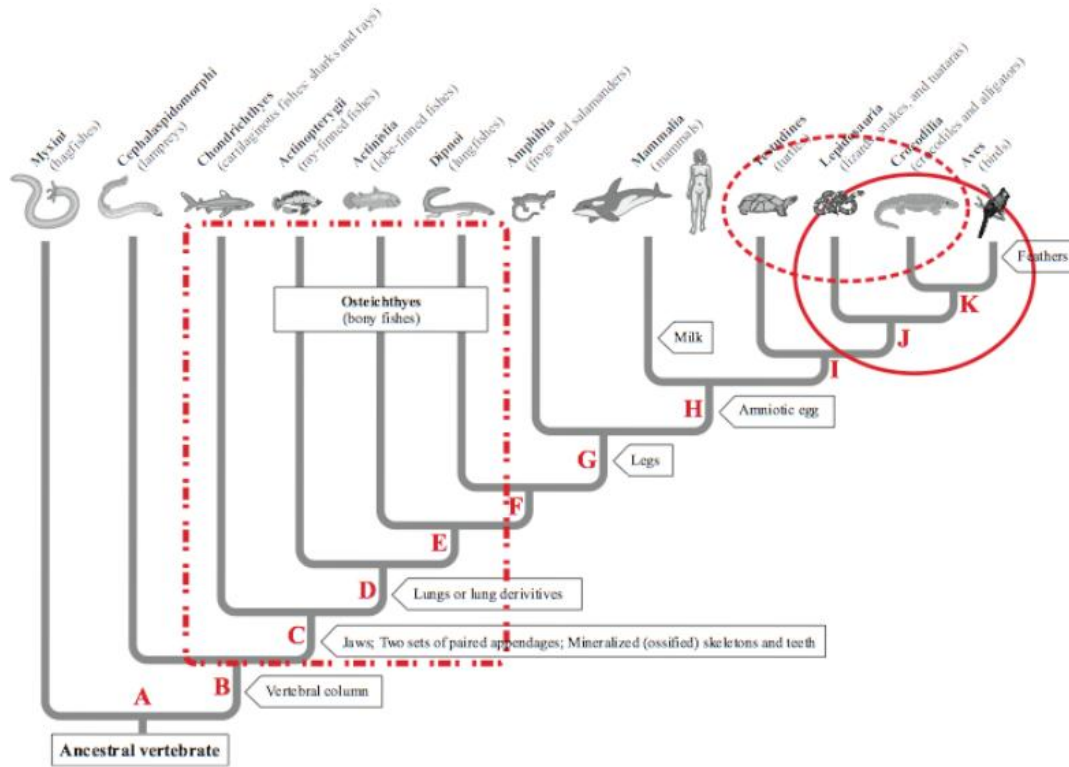 Myxini
(hagfishes)
Cephalaspidomorphi
(lampreys)
Chondrichthyes
(cartilaginous fishes: sharks and rays)
Actinopterygii
(ray-finned fishes)
Actinistia
(lobe-finned fishes)
Dipnoi
(lungfishes)
Amphibia
(frogs and salamanders)
Mammalia
(mammals)
Testudines
(turtles)
Lepidosauria
(lizards, snakes, and tuataras)
Crocodilia
(crocodiles and alligators)
Aves
(birds)
Feathers
K
Osteichthyes
(bony fishes)
J
Milk
I
H
Amniotic egg
G
Legs
F
E
D
Lungs or lung derivitives
C
Jaws; Two sets of paired appendages; Mineralized (ossified) skeletons and teeth
B
Vertebral column
A
Ancestral vertebrate